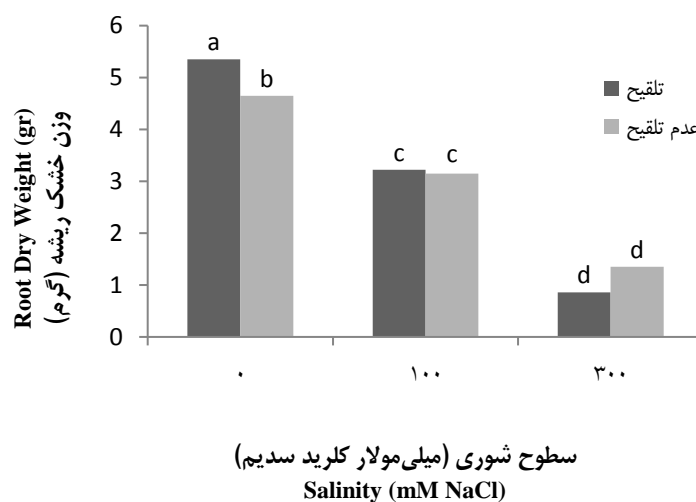 Root Dry Weight (gr)
وزن خشک ریشه (گرم)
6
5
4
3
2
1
0
a
b
c
c
d
d
تلقیح
عدم تلقیح
۰
۱۰۰
۳۰۰
سطوح شوری (میلی‌مولار کلرید سدیم)
Salinity (mM NaCl)